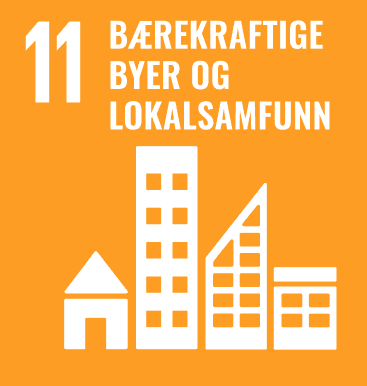 11 BÆREKRAFTIGE
BYER OG
LOKALSAMFUNN